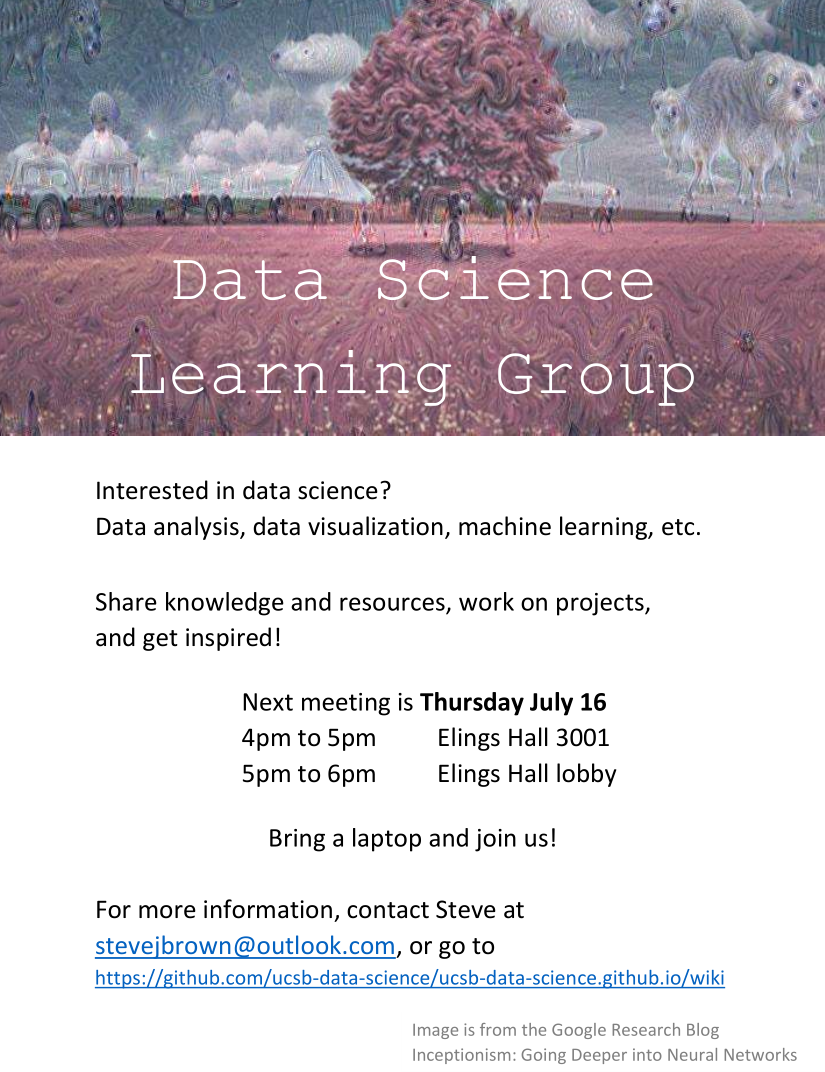 Data Science
Learning Group
Interested in data science?
Data analysis, data visualization, machine learning, etc.
Share knowledge and resources, work on projects,
and get inspired!
Next meeting is Thursday July 16
4pm to 5pm Elings Hall 3001
5pm to 6pm Elings Hall lobby
Bring a laptop and join us!
For more information, contact Steve at
stevejbrown@outlook.com, or go to
https://github.com/ucsb-data-science/ucsb-data-science.github.io/wiki
Image is from the Google Research Blog
Inceptionism: Going Deeper into Neural Networks